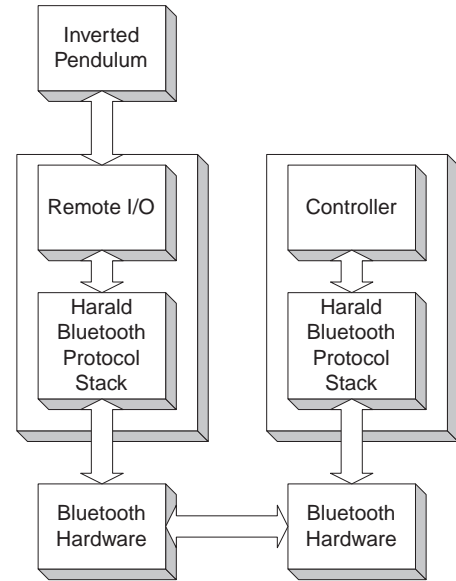 Inverted
Pendulum
Remote I/O
Harald
Bluetooth
Protocol
Stack
Bluetooth
Hardware
Controller
Harald
Bluetooth
Protocol
Stack
Bluetooth
Hardware